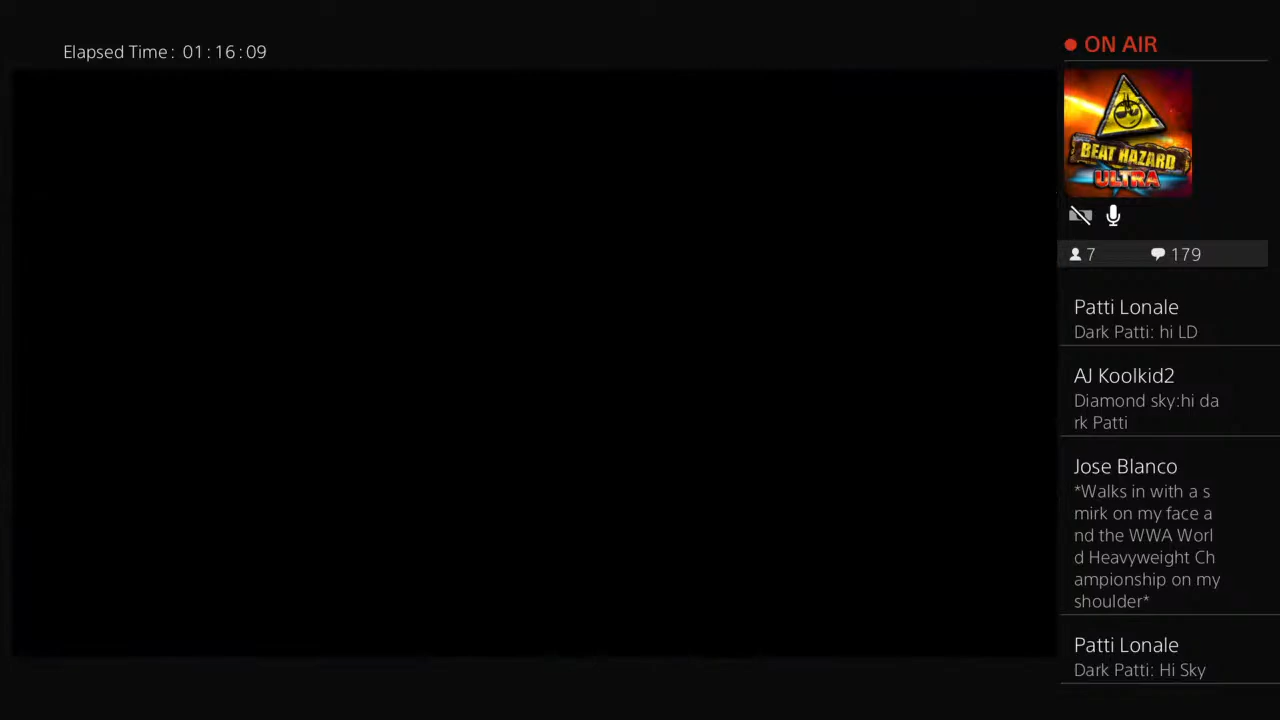 Elapsed Time: 01:16:09
ON AIR
BEAT HAZARD
ULTRA
7
179
Patti Lonale
Dark Patti: hi LD
AJ Koolkid2
Diamond sky:hi da
rk Patti
Jose Blanco
*Walks in with a s
mirk on my face a
nd the WWA Worl
d Heavyweight Ch
ampionship on my
shoulder*
Patti Lonale
Dark Patti: Hi Sky